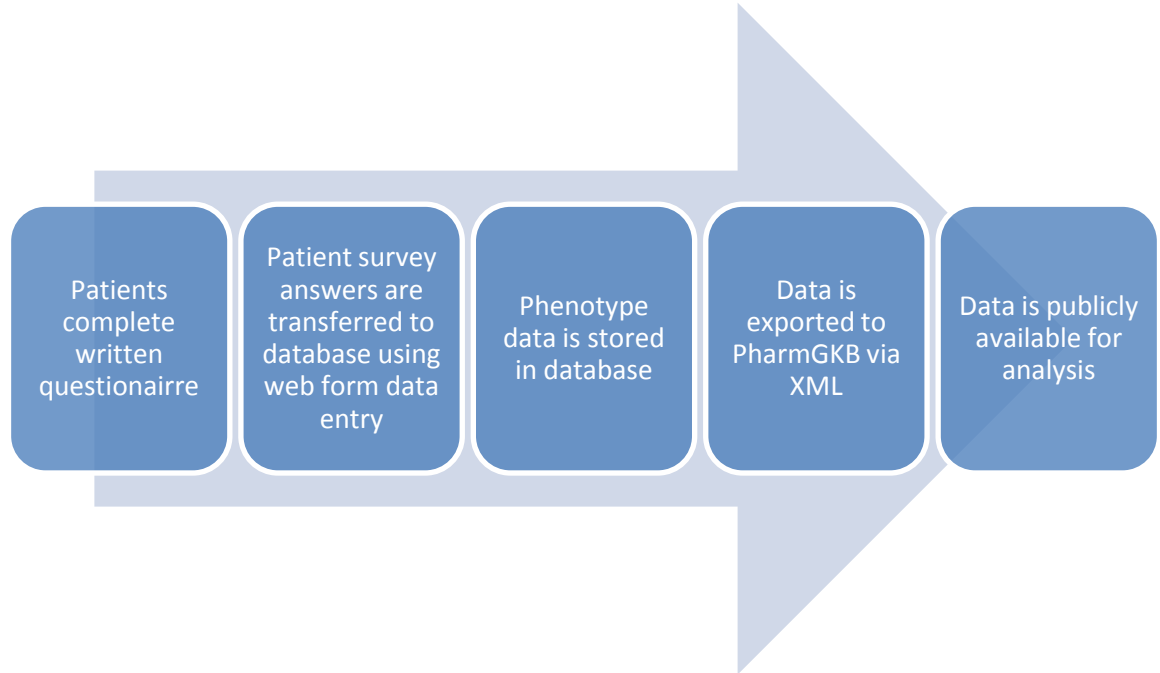 Patients
complete
written
questionairre
Patient survey
answers are
transferred to
database using
web form data
entry
Phenotype
data is stored
in database
Data is
exported to
PharmGKB via
XML
Data is publicly
available for
analysis